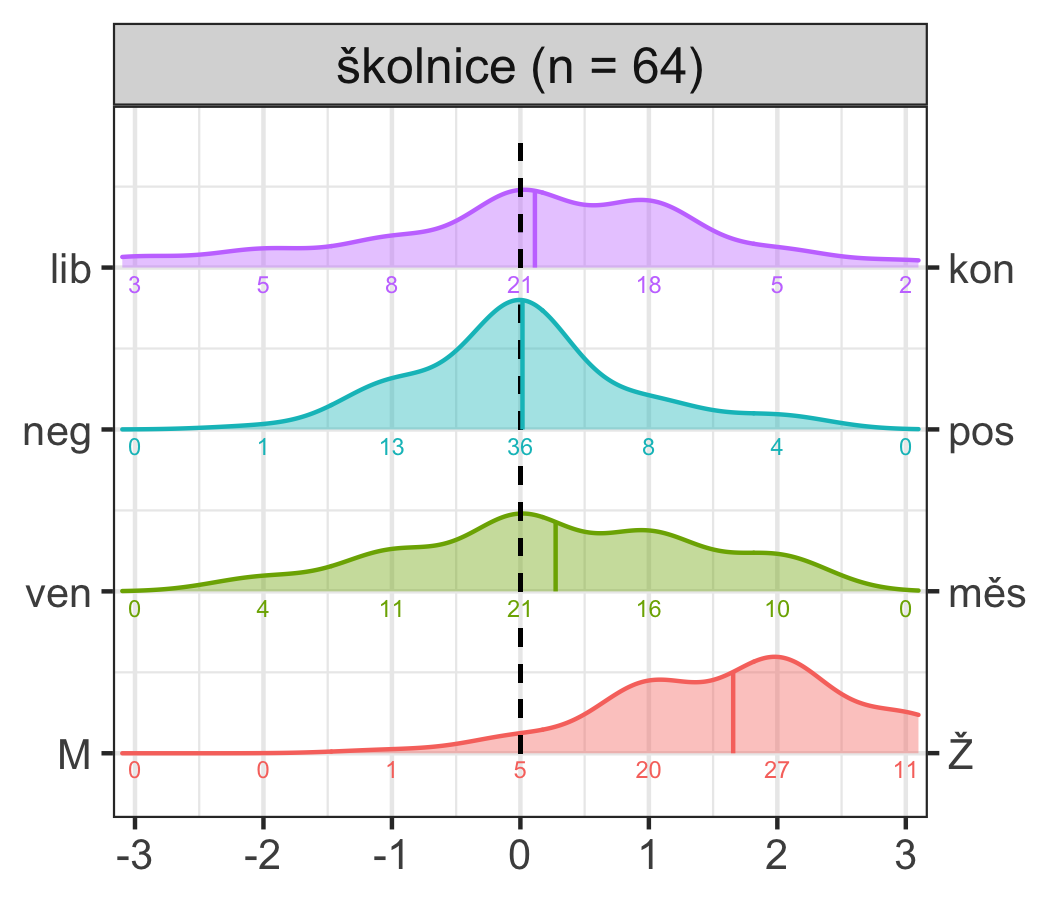 školnice (n = 64)
lib kon
3 5 8 21 18 5 2
neg pos
0 1 13 36 8 4 0
ven měs
0 4 11 21 16 10 0
M Ž
0 0 1 5 20 27 11
-3 -2 -1 0 1 2 3